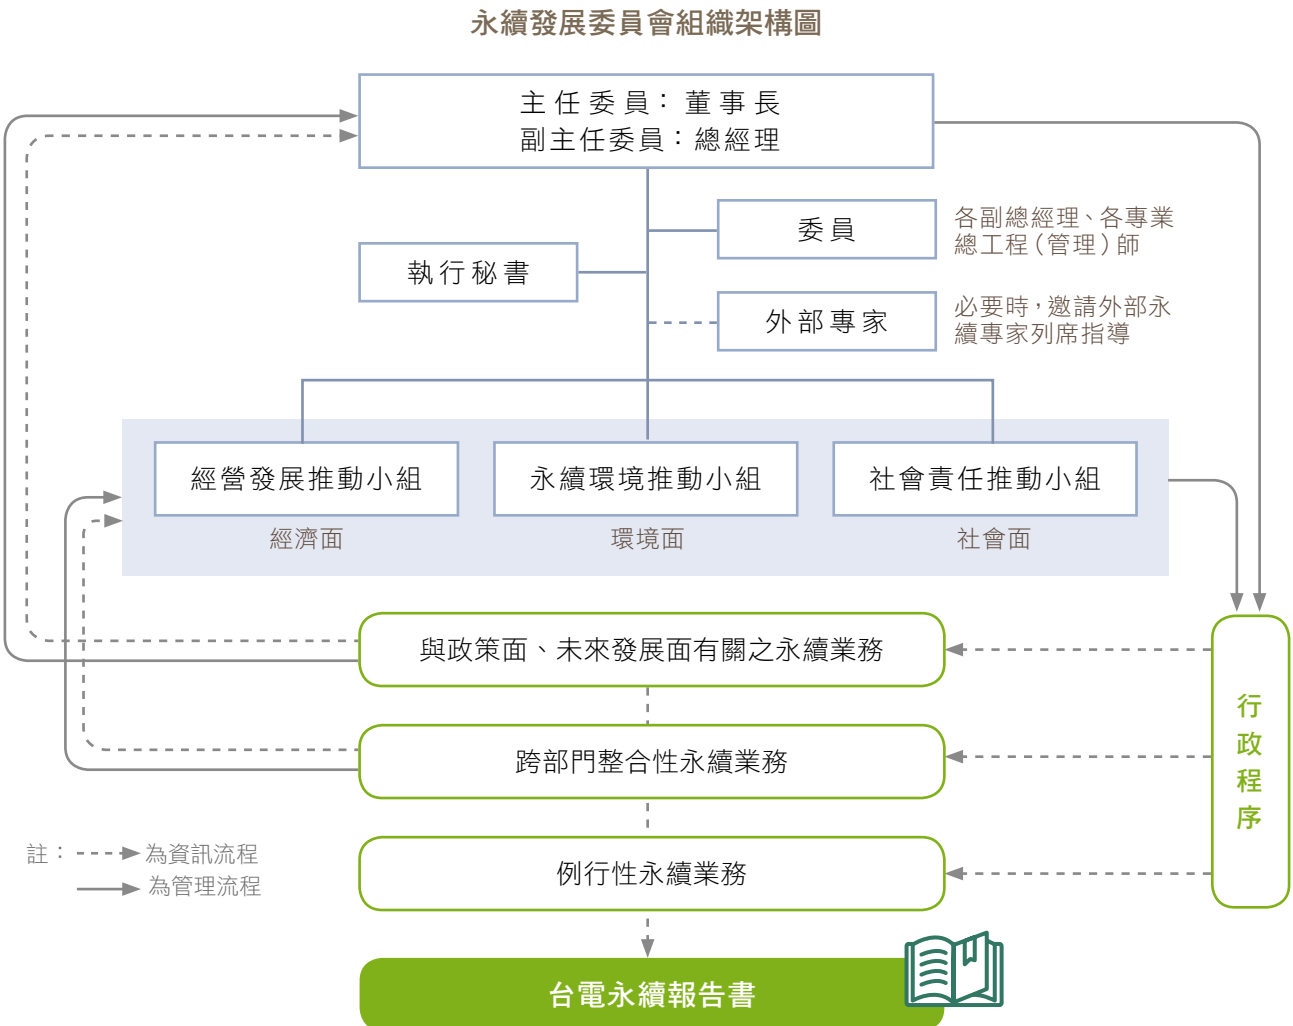 永續發展委員會組織架構圖
主任委員：董事長
副主任委員：總經理
委員
各副總經理、各專業
總工程（管理）師
執行秘書
外部專家
必要時，邀請外部永
續專家列席指導
經營發展推動小組
永續環境推動小組
社會責任推動小組
經濟面
環境面
社會面
與政策面、未來發展面有關之永續業務
跨部門整合性永續業務
例行性永續業務
行政程序
註：
為資訊流程
為管理流程
台電永續報告書